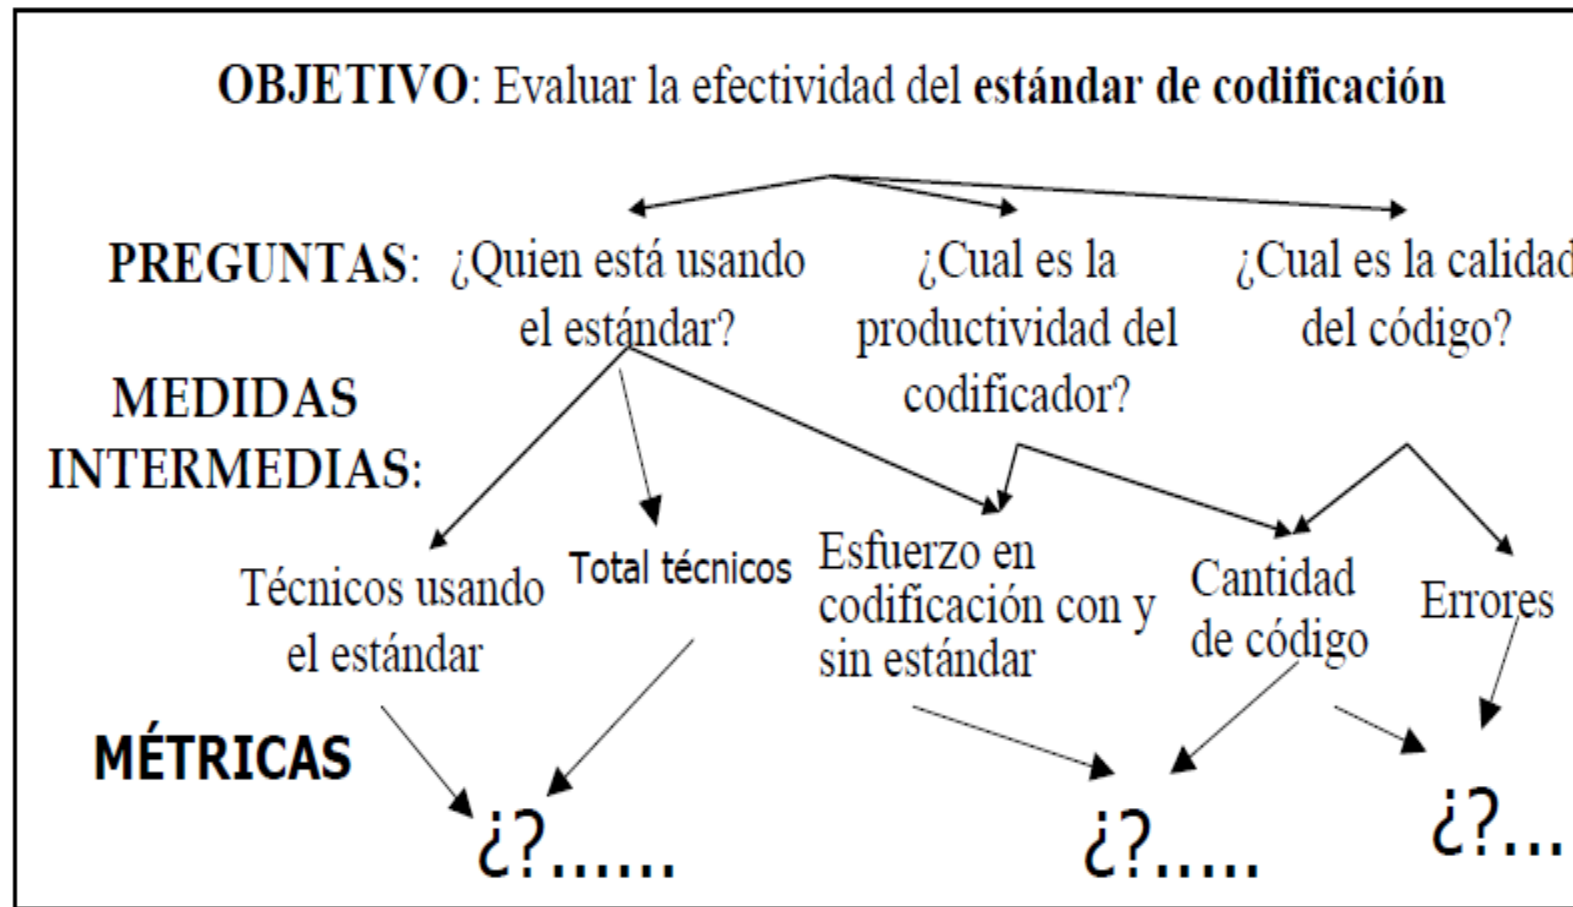 OBJETIVO: Evaluar la efectividad del estándar de codificación
PREGUNTAS:
¿Quien está usando
el estándar?
¿Cual es la
productividad del
codificador?
¿Cual es la calidad
del código?
MEDIDAS
INTERMEDIAS:
Técnicos usando
el estándar
Total técnicos
Esfuerzo en
codificación con y
sin estándar
Cantidad
de código
Errores
MÉTRICAS
¿?......
¿?.....
¿?...